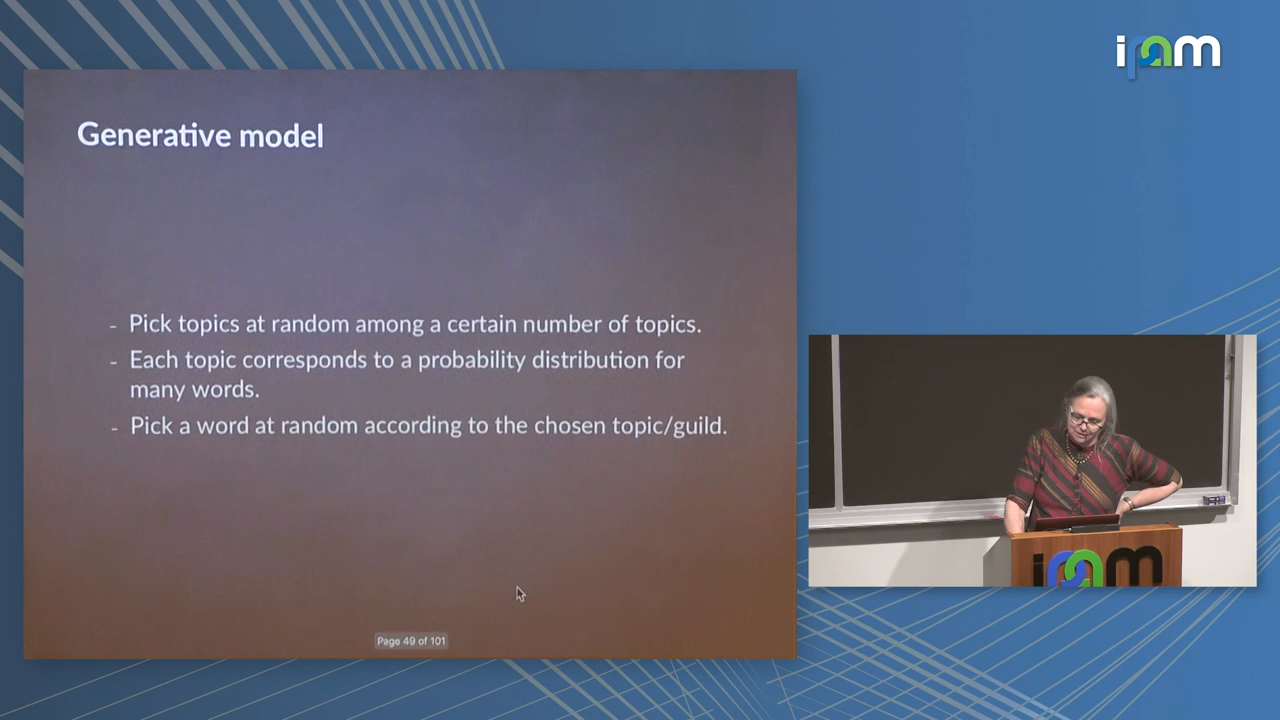 ipam
Generative model
- Pick topics at random among a certain number of topics.
- Each topic corresponds to a probability distribution for
many words.
- Pick a word at random according to the chosen topic/guild.
Page 49 of 101
ipam